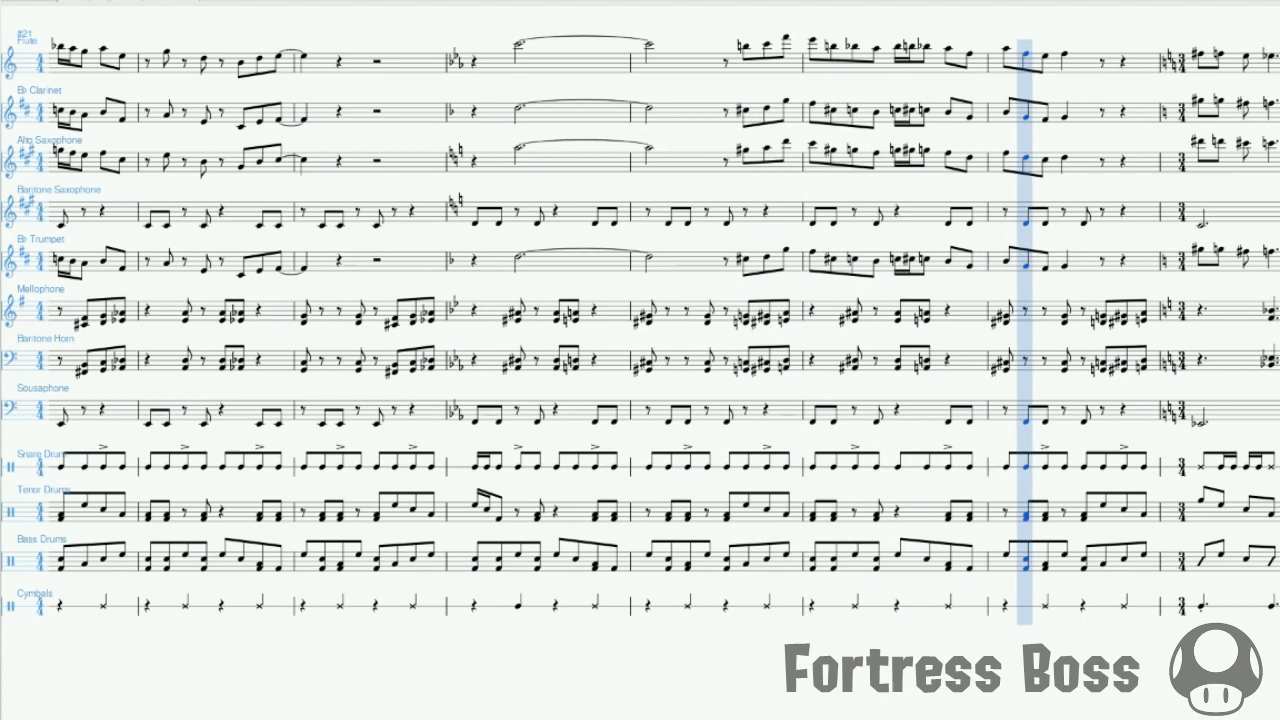 #21
Flute
B♭ Clarinet
Alto Saxophone
Baritone Saxophone
B♭ Trumpet
Mellophone
Baritone Horn
Sousaphone
Snare Drum
Tenor Drums
Bass Drums
Cymbals
Fortress Boss